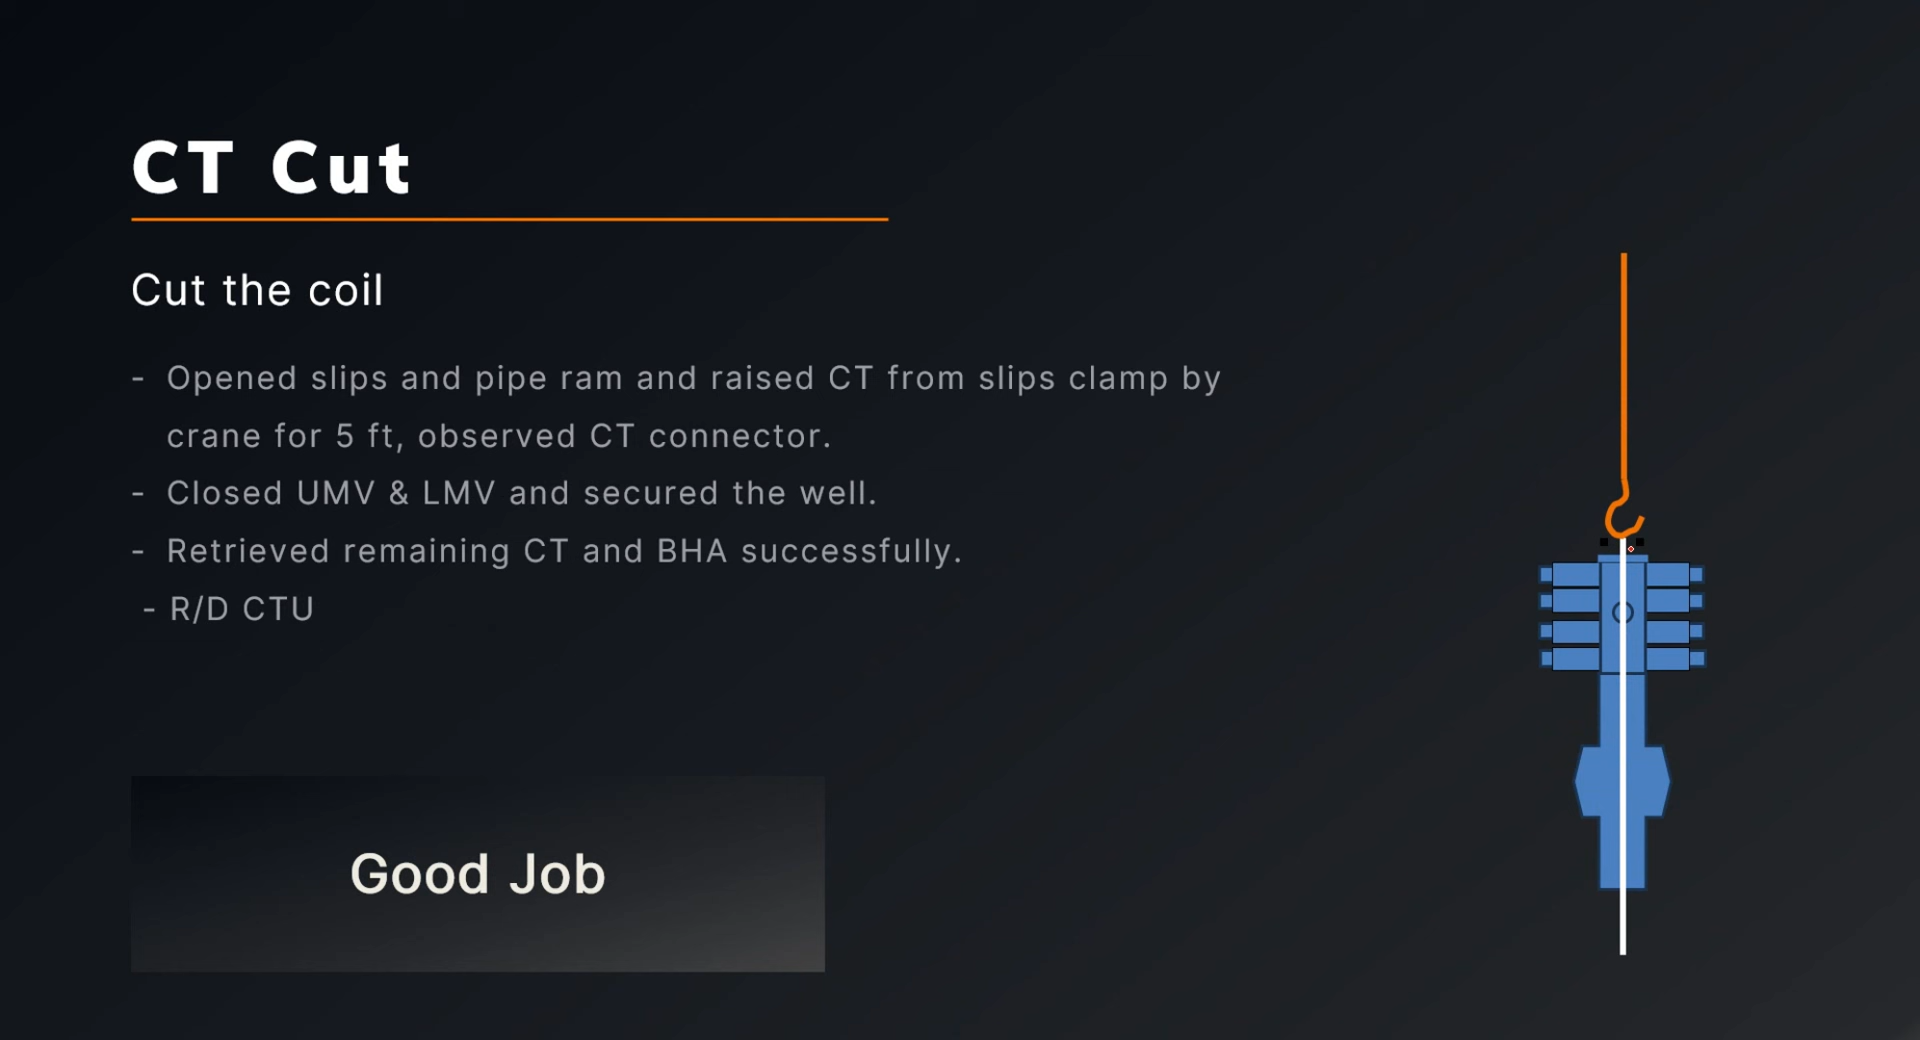 CT Cut
Cut the coil
- Opened slips and pipe ram and raised CT from slips clamp by
crane for 5 ft, observed CT connector.
- Closed UMV & LMV and secured the well.
- Retrieved remaining CT and BHA successfully.
- R/D CTU
Good Job